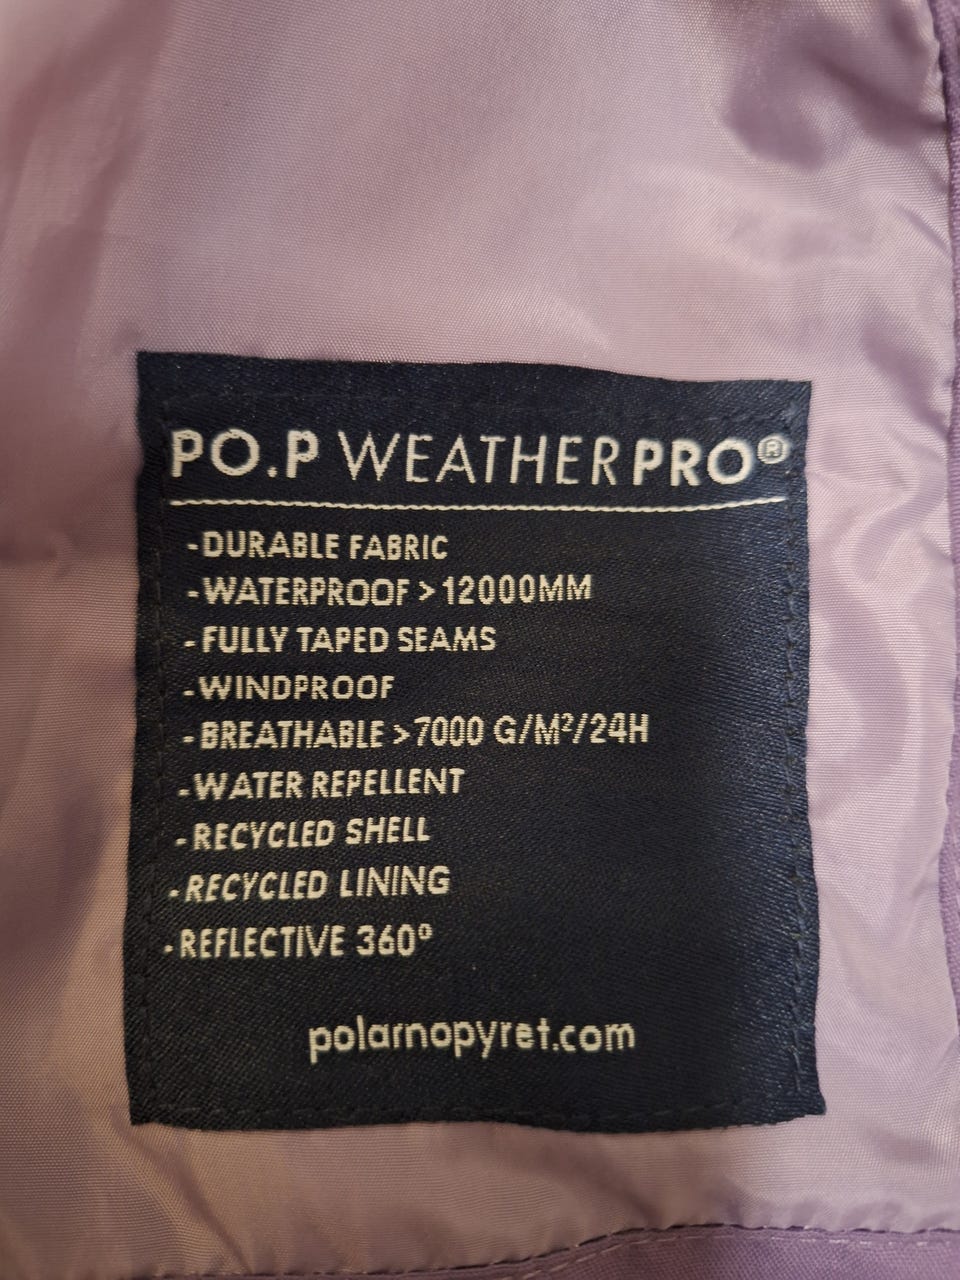 PO.P WEATHERPRO®
-DURABLE FABRIC
-WATERPROOF > 12000MM
- FULLY TAPED SEAMS
-WINDPROOF
- BREATHABLE >7000 G/M²/24H
-WATER REPELLENT
- RECYCLED SHELL
- RECYCLED LINING
- REFLECTIVE 360°
polarnopyret.com